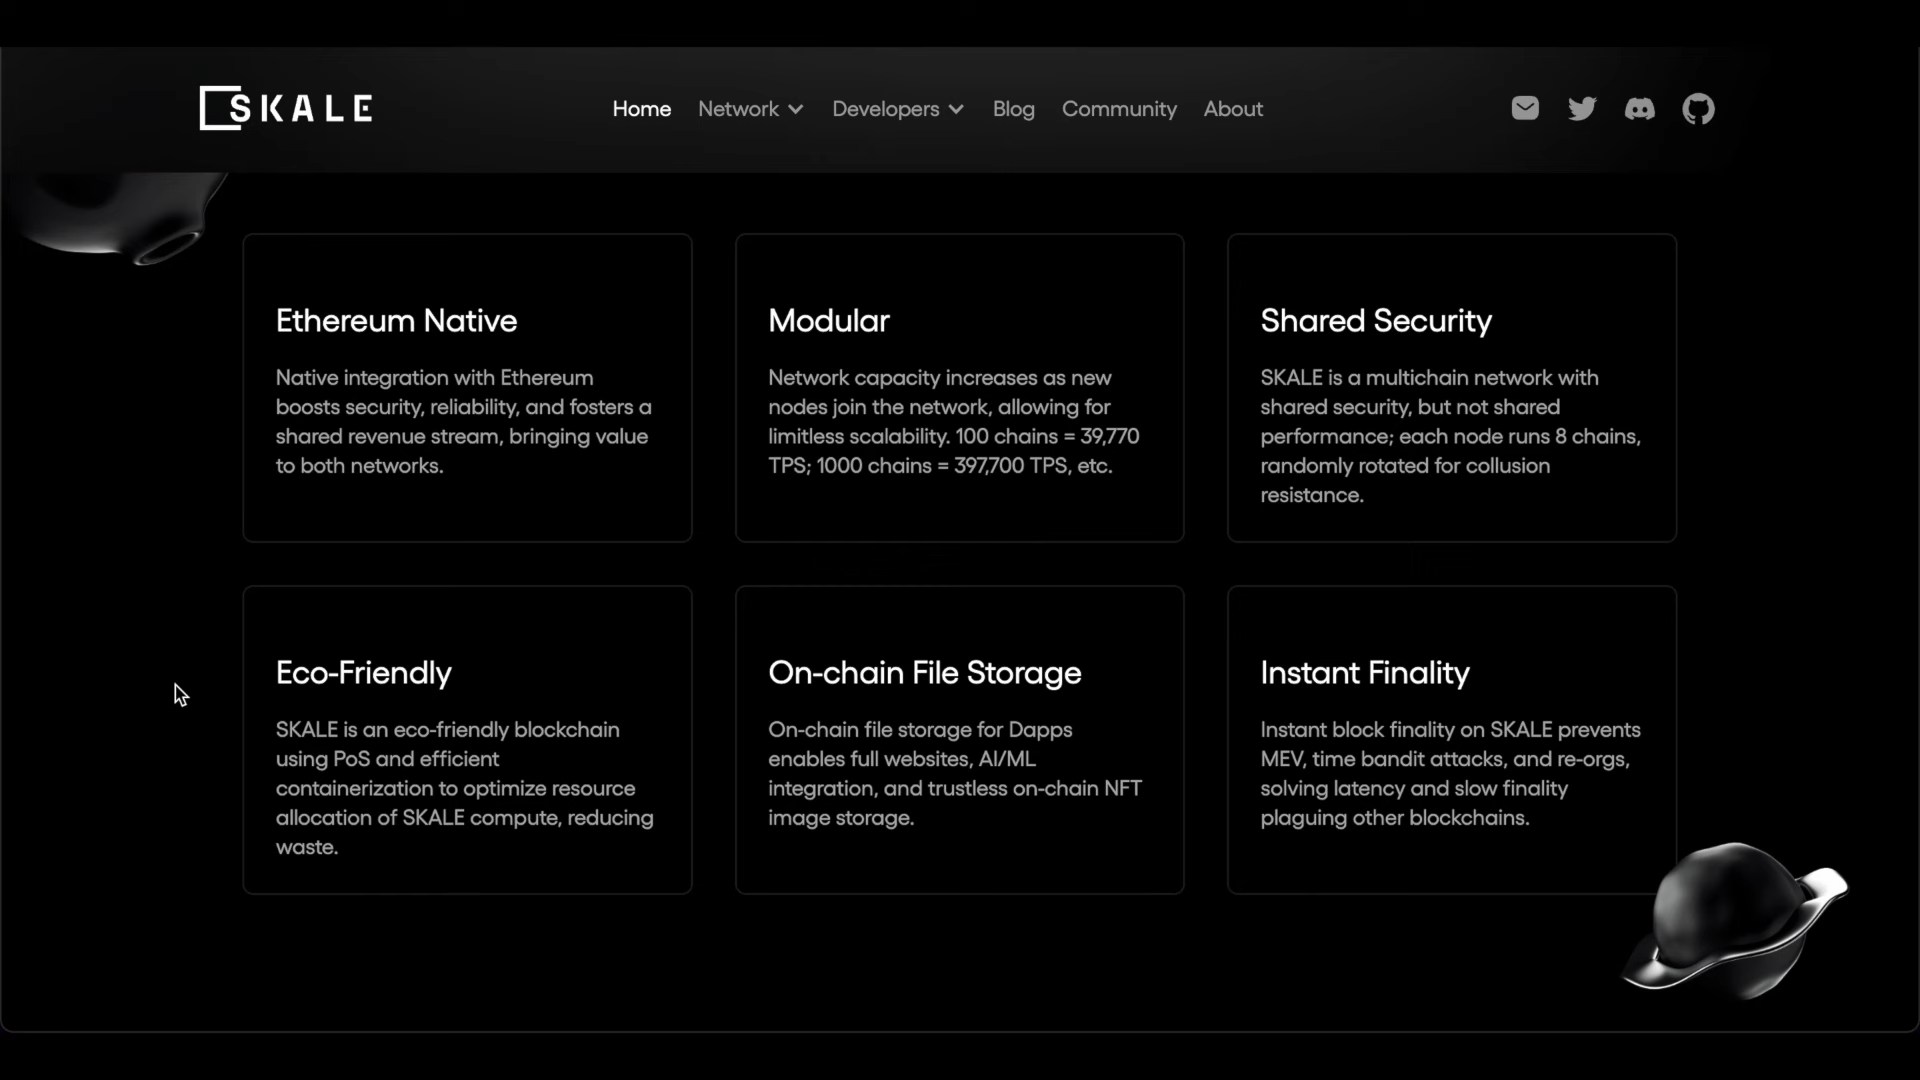 SKALE
Home Network Developers Blog Community About
Ethereum Native
Native integration with Ethereum
boosts security, reliability, and fosters a
shared revenue stream, bringing value
to both networks.
Modular
Network capacity increases as new
nodes join the network, allowing for
limitless scalability. 100 chains = 39,770
TPS; 1000 chains = 397,700 TPS, etc.
Shared Security
SKALE is a multichain network with
shared security, but not shared
performance; each node runs 8 chains,
randomly rotated for collusion
resistance.
Eco-Friendly
SKALE is an eco-friendly blockchain
using PoS and efficient
containerization to optimize resource
allocation of SKALE compute, reducing
waste.
On-chain File Storage
On-chain file storage for Dapps
enables full websites, AI/ML
integration, and trustless on-chain NFT
image storage.
Instant Finality
Instant block finality on SKALE prevents
MEV, time bandit attacks, and re-orgs,
solving latency and slow finality
plaguing other blockchains.